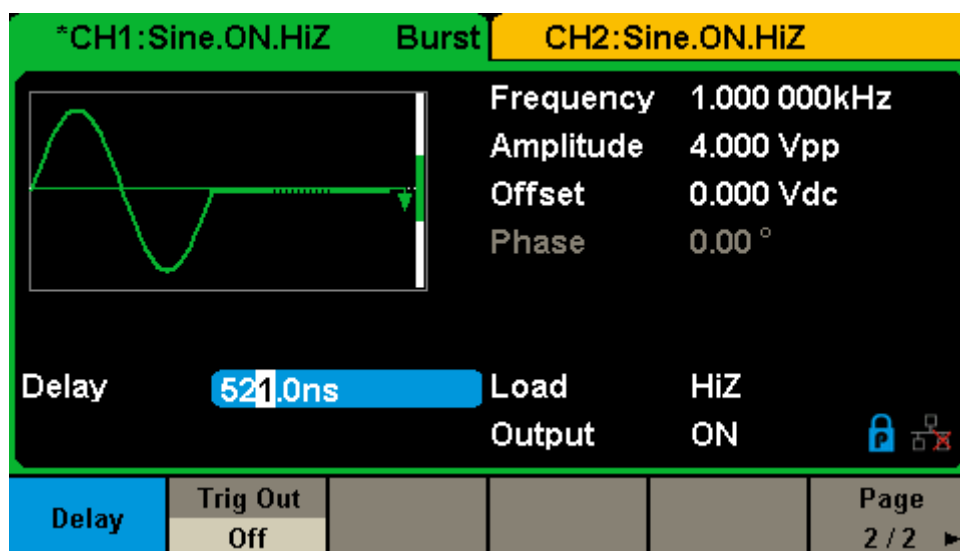 *CH1:Sine.ON.HiZ Burst CH2:Sine.ON.HiZ
Frequency 1.000 000kHz
Amplitude 4.000 Vpp
Offset 0.000 Vdc
Phase 0.00 °
Delay 521.0ns Load HiZ
Output ON P
Delay Trig Out Off Page 2 / 2 ►